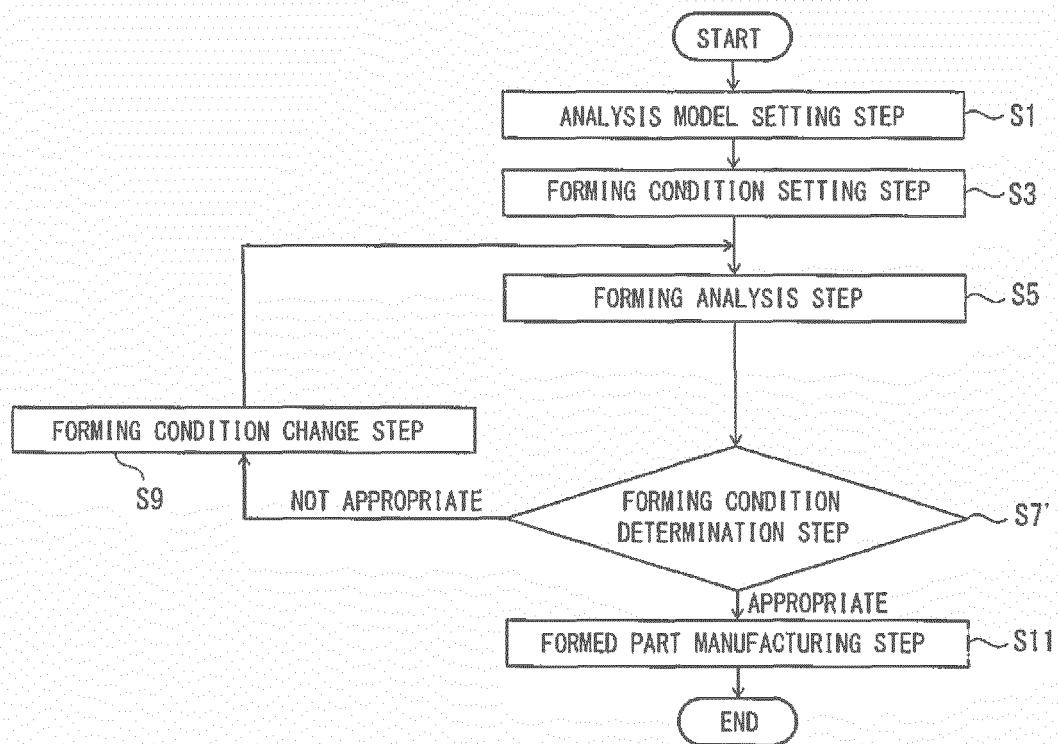 START
ANALYSIS MODEL SETTING STEP
S1
FORMING CONDITION SETTING STEP
S3
FORMING ANALYSIS STEP
S5
FORMING CONDITION CHANGE STEP
S9
NOT APPROPRIATE
FORMING CONDITION
DETERMINATION STEP
S7'
APPROPRIATE
FORMED PART MANUFACTURING STEP
S11
END